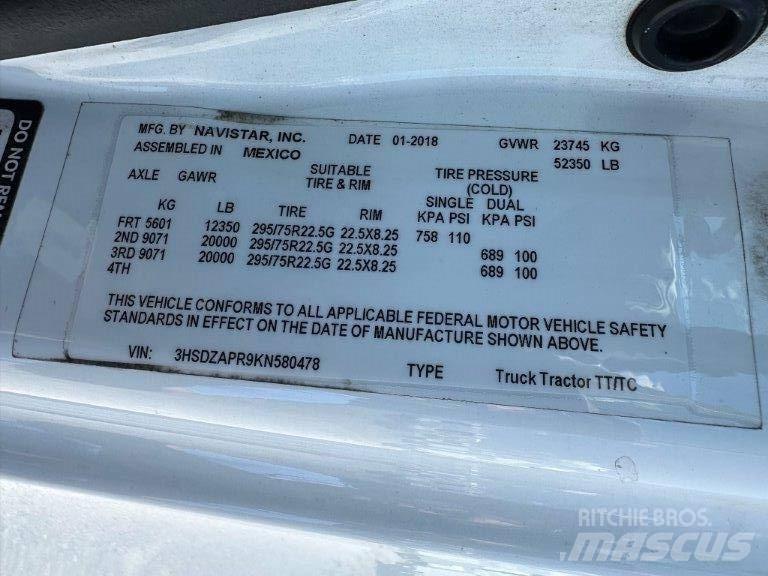 MFG. BY NAVISTAR, INC. DATE 01-2018 GVWR 23745 KG
ASSEMBLED IN MEXICO 52350 LB
AXLE GAWR SUITABLE TIRE PRESSURE
TIRE & RIM (COLD)
SINGLE DUAL
KG LB TIRE RIM KPA PSI KPA PSI
FRT 5601 12350 295/75R22.5G 22.5X8.25 758 110
2ND 9071 20000 295/75R22.5G 22.5X8.25 689 100
3RD 9071 20000 295/75R22.5G 22.5X8.25 689 100
4TH
THIS VEHICLE CONFORMS TO ALL APPLICABLE FEDERAL MOTOR VEHICLE SAFETY
STANDARDS IN EFFECT ON THE DATE OF MANUFACTURE SHOWN ABOVE.
VIN: 3HSDZAPR9KN580478 TYPE Truck Tractor TT/TC
DO NOT
RITCHIE BROS.
MASCUS